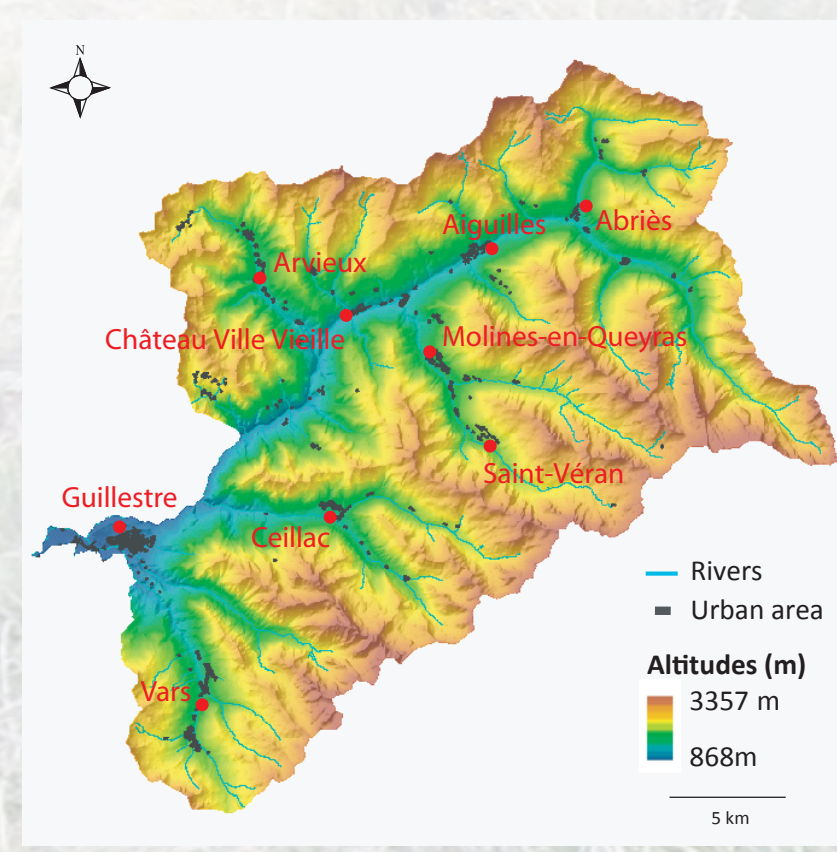 N
Aiguilles
Abriès
Arvieux
Château Ville Vieille
Molines-en-Queyras
Saint-Véran
Guillestre
Ceillac
Vars
Rivers
Urban area
Altitudes (m)
3357 m
868m
5 km